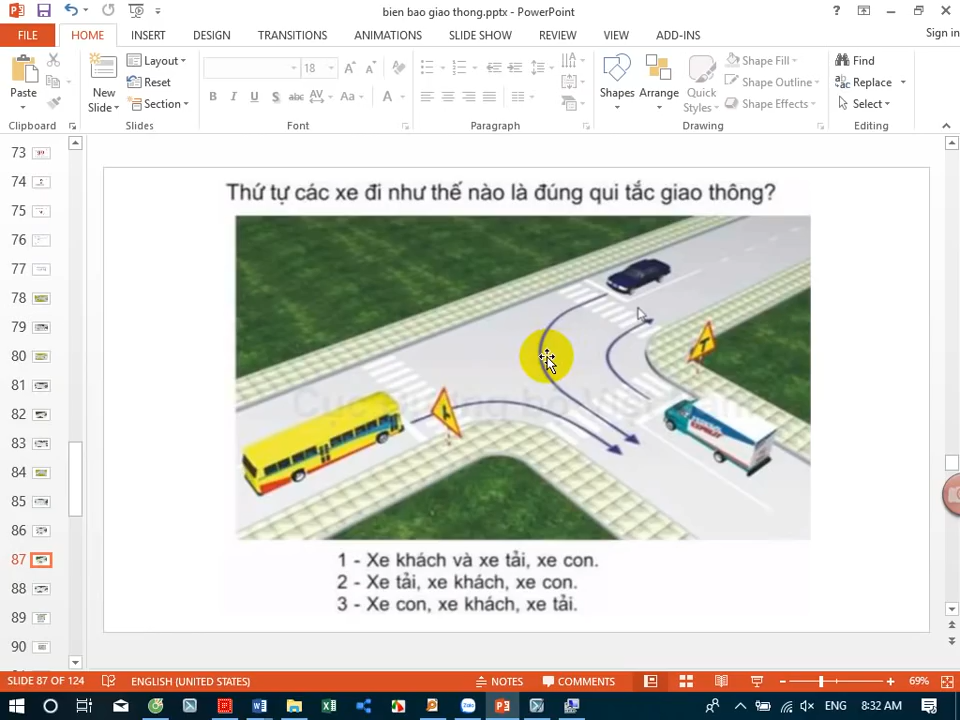 bien bao giao thong.pptx - PowerPoint
Sign in
FILE HOME INSERT DESIGN TRANSITIONS ANIMATIONS SLIDE SHOW REVIEW VIEW ADD-INS
Paste
New Slide
Layout
Reset
Section
18
B I U S abc AV Aa A
Shapes
Arrange
Quick Styles
Shape Fill
Shape Outline
Shape Effects
Find
Replace
Select
Clipboard Slides Font Paragraph Drawing Editing
73
74
75
76
77
78
79
80
81
82
83
84
85
86
87
88
89
90
Thứ tự các xe đi như thế nào là đúng qui tắc giao thông?
1 - Xe khách và xe tải, xe con.
2 - Xe tải, xe khách, xe con.
3 - Xe con, xe khách, xe tải.
SLIDE 87 OF 124 ENGLISH (UNITED STATES) NOTES COMMENTS 69%
Zalo
ENG 8:32 AM